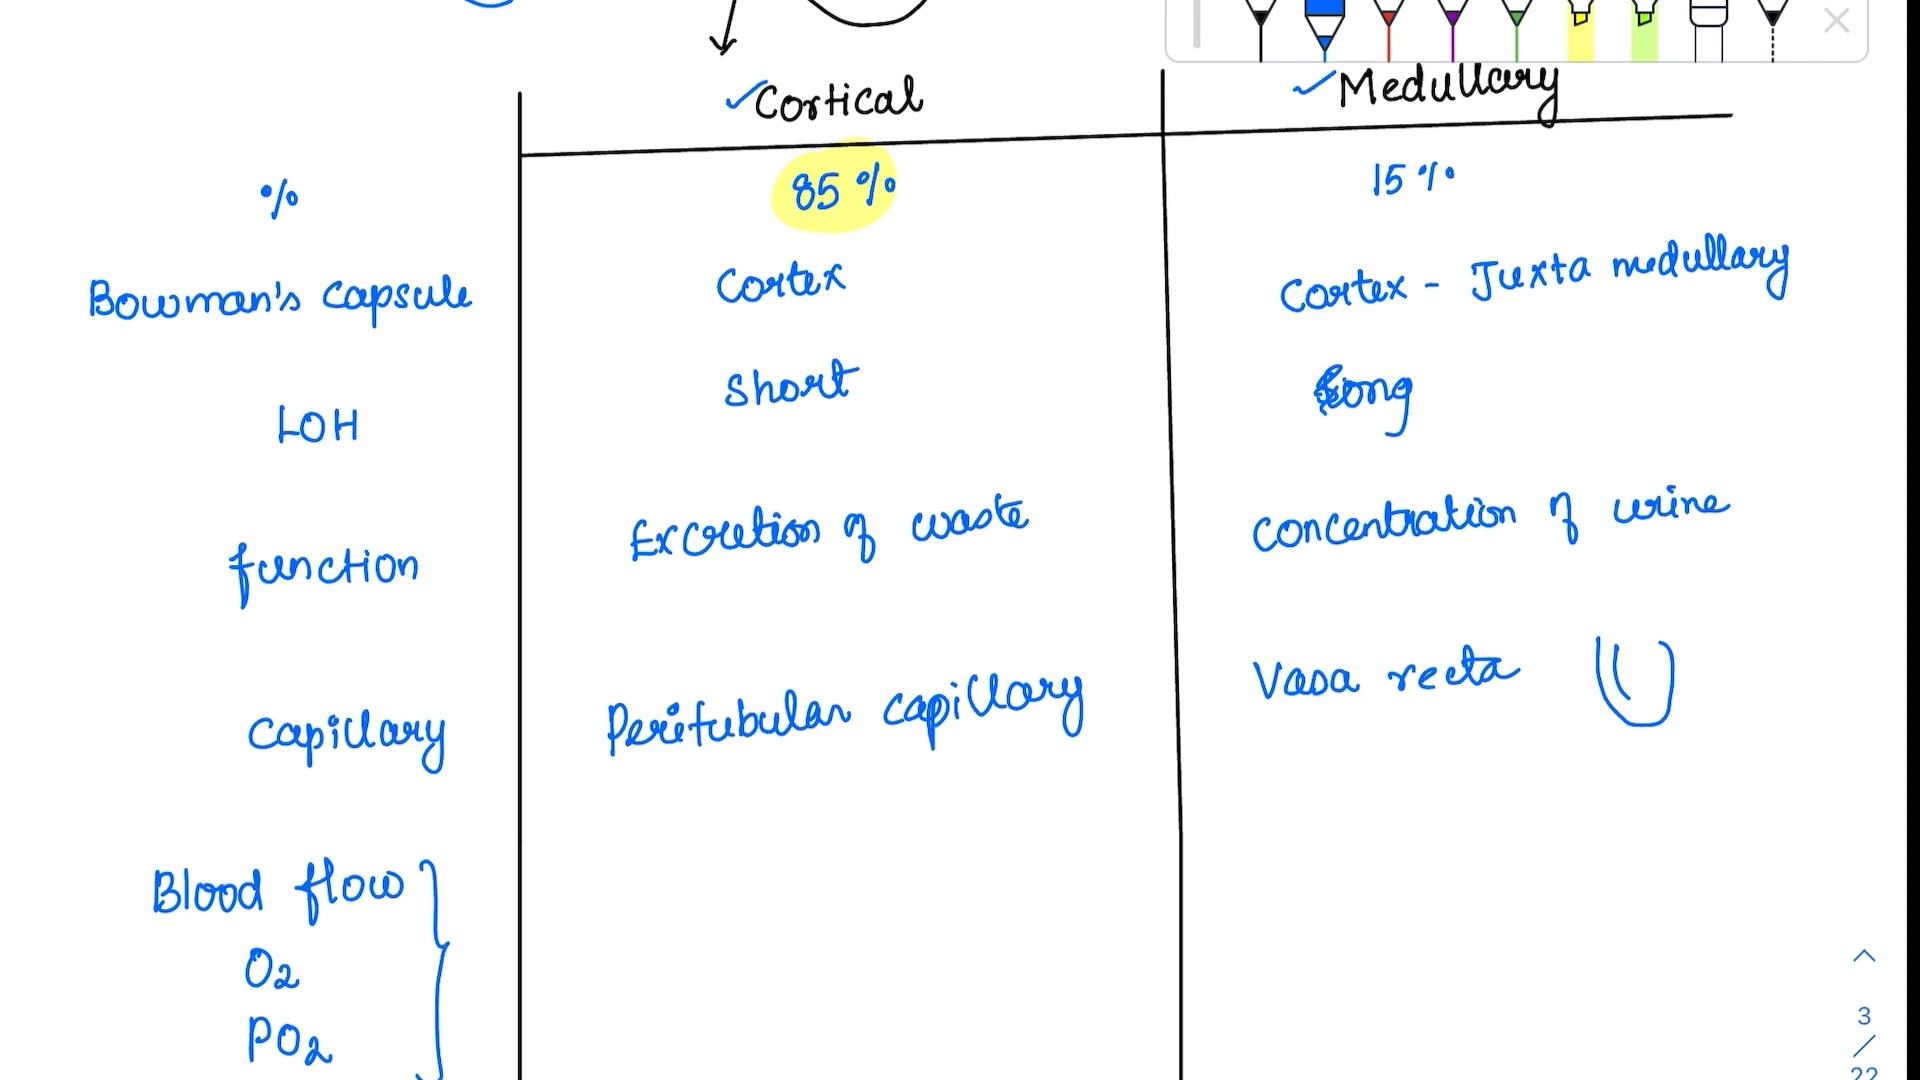 Cortical Medullary
% 85% 15%
Bowman's capsule Cortex Cortex - Juxta medullary
LOH Short Long
function Excretion of waste concentration of urine
Capillary Peritubular capillary Vasa recta
Blood flow
O2
PO2
3
/
22